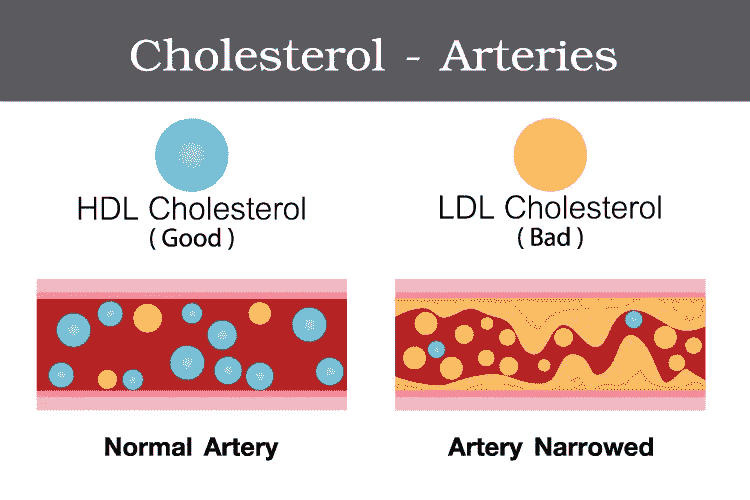 Cholesterol - Arteries
HDL Cholesterol
( Good )
LDL Cholesterol
( Bad )
Normal Artery
Artery Narrowed